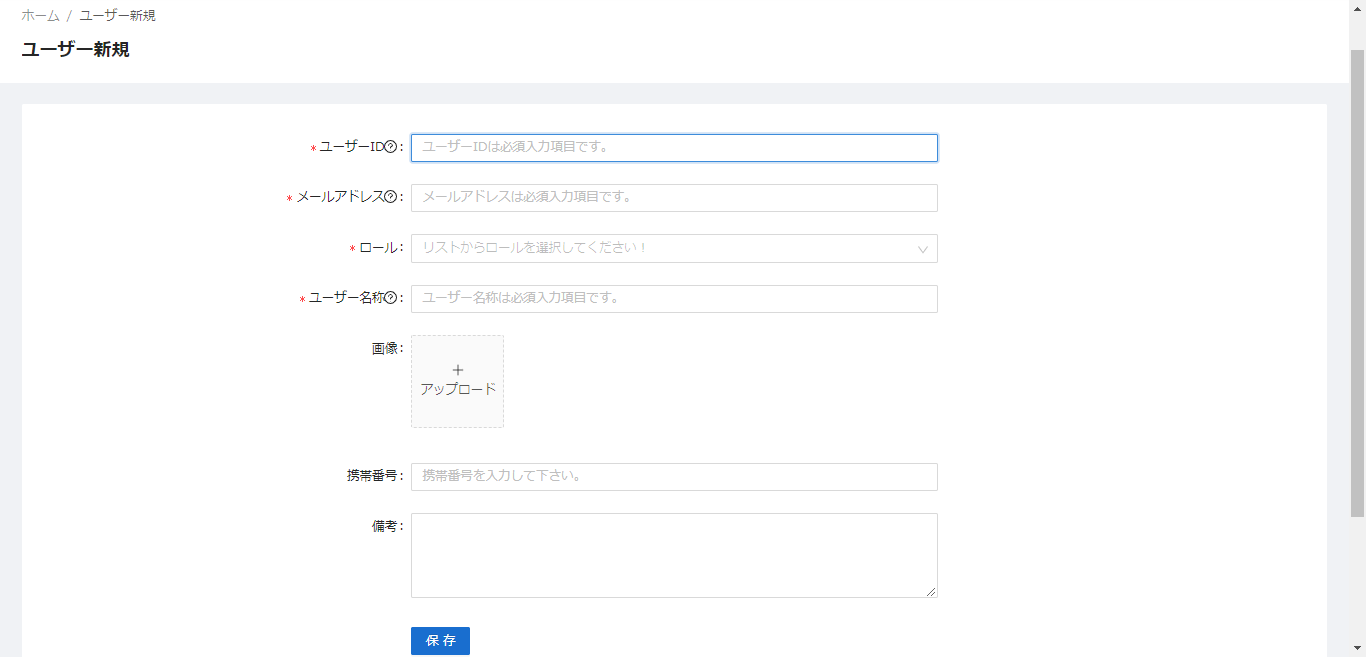 ホーム / ユーザー新規
ユーザー新規
* ユーザーID? : ユーザーIDは必須入力項目です。
* メールアドレス? : メールアドレスは必須入力項目です。
* ロール : リストからロールを選択してください！
* ユーザー名称? : ユーザー名称は必須入力項目です。
画像 :
+
アップロード
携帯番号 : 携帯番号を入力して下さい。
備考 :
保 存